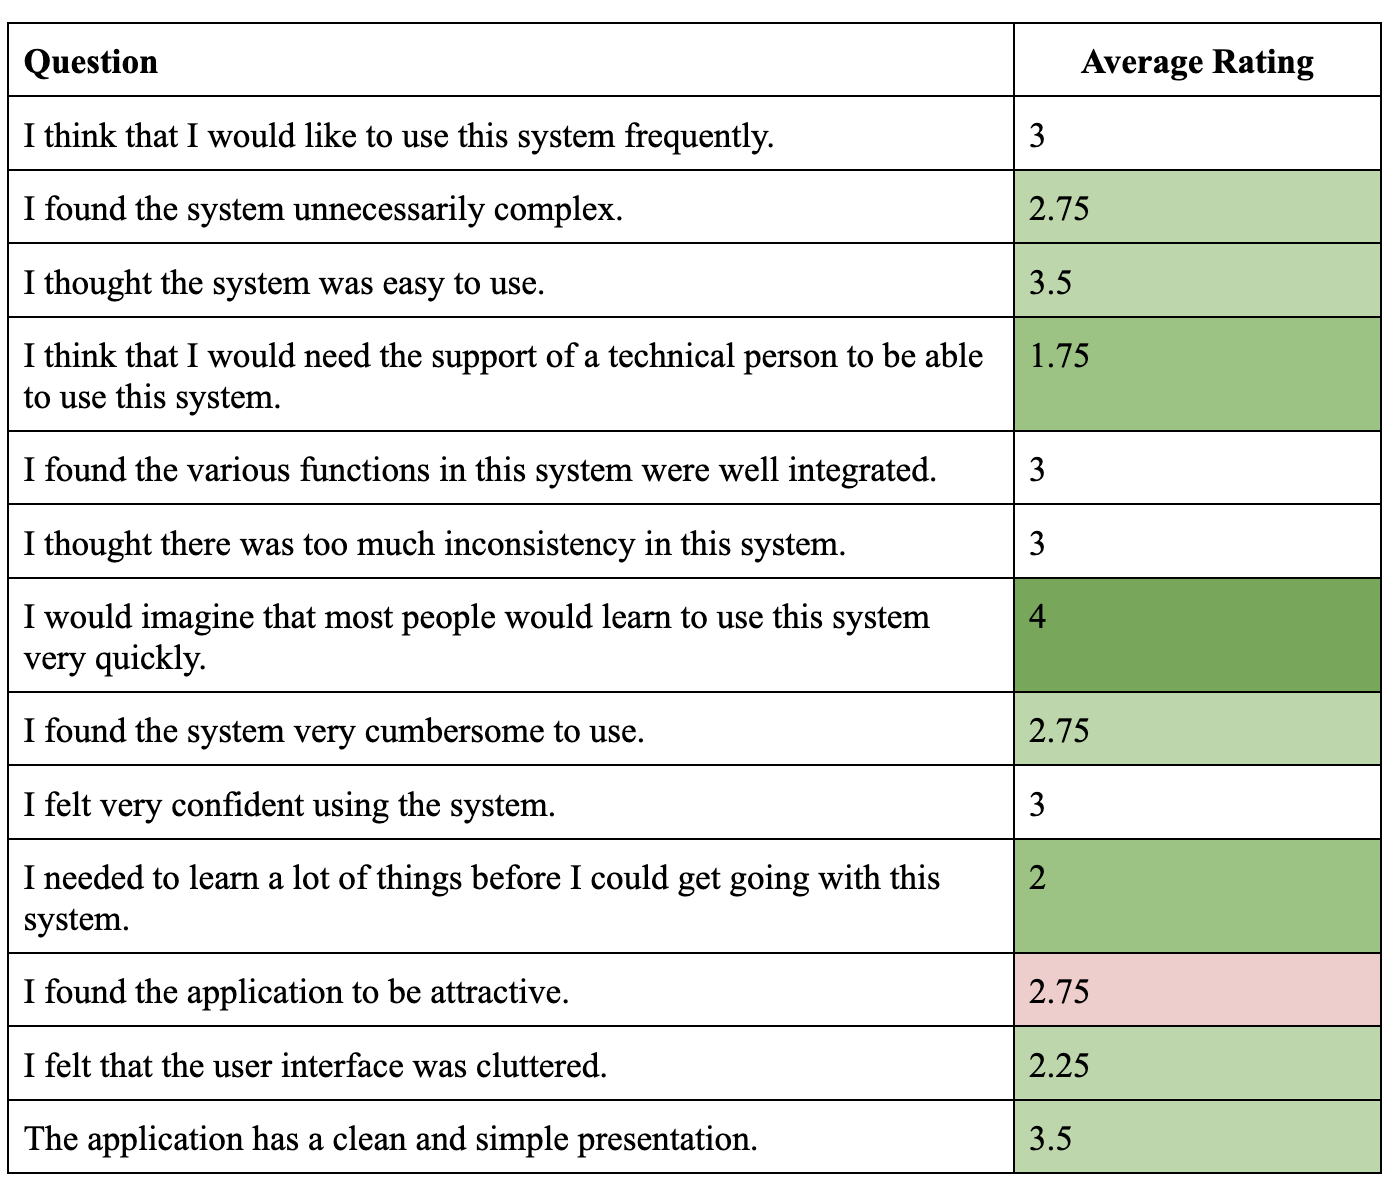 Question Average Rating
I think that I would like to use this system frequently. 3
I found the system unnecessarily complex. 2.75
I thought the system was easy to use. 3.5
I think that I would need the support of a technical person to be able 1.75
to use this system.
I found the various functions in this system were well integrated. 3
I thought there was too much inconsistency in this system. 3
I would imagine that most people would learn to use this system 4
very quickly.
I found the system very cumbersome to use. 2.75
I felt very confident using the system. 3
I needed to learn a lot of things before I could get going with this 2
system.
I found the application to be attractive. 2.75
I felt that the user interface was cluttered. 2.25
The application has a clean and simple presentation. 3.5